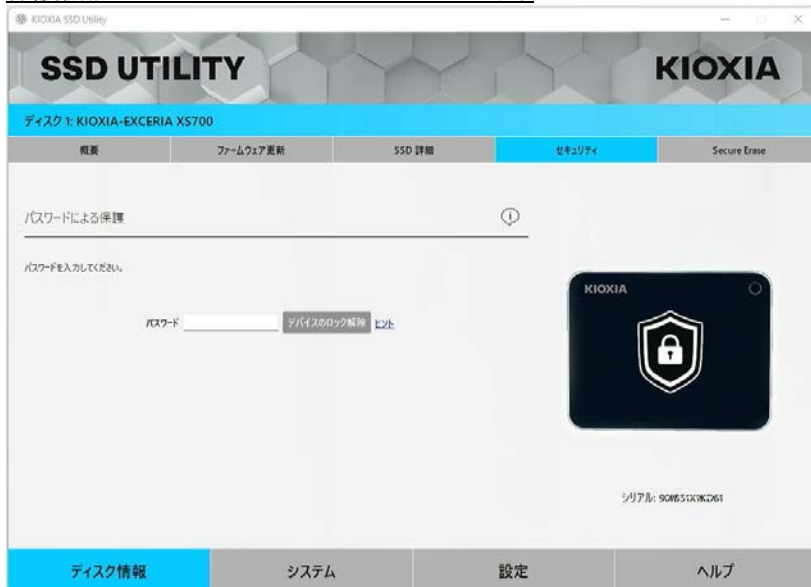 KIOXIA SSD Utility
SSD UTILITY
KIOXIA
ディスク 1: KIOXIA-EXCERIA XS700
概要
ファームウェア更新
SSD 詳細
セキュリティ
Secure Erase
パスワードによる保護
パスワードを入力してください。
パスワード
デバイスのロック解除
ヒント
KIOXIA
シリアル:
ディスク情報
システム
設定
ヘルプ